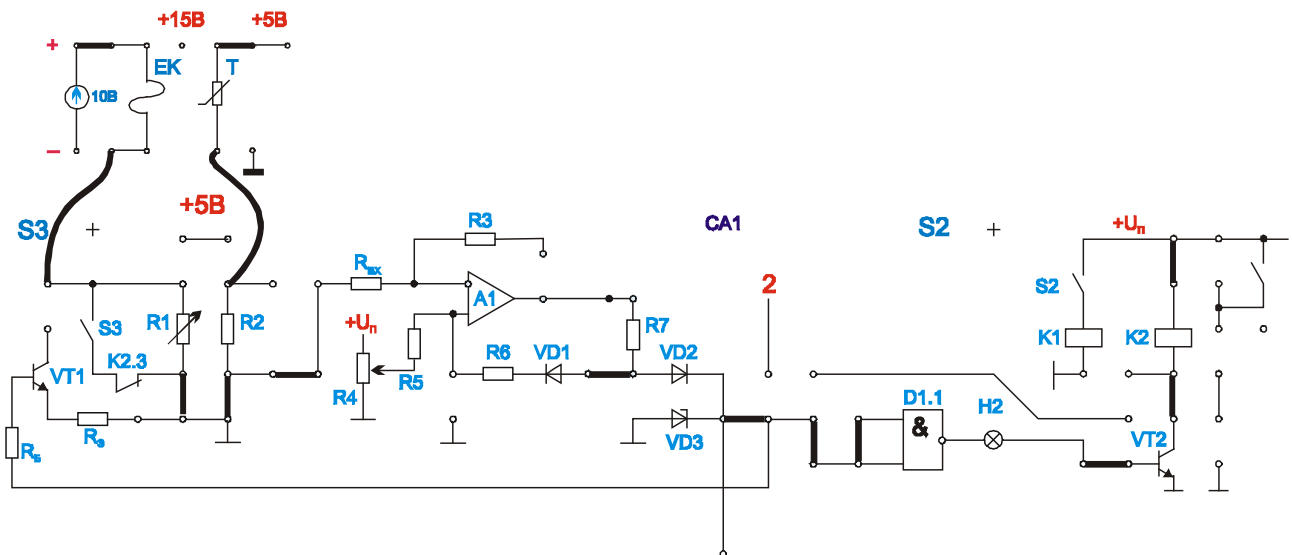 +15В +5В
+ EK T
10В
–
+5В
S3 R3 CA1 S2 +Uп
Rвх
2
A1 S2
+Uп
S3 R1 R2 R7 K1 K2
K2.3 R6 VD1 VD2
VT1 R4 R5 D1.1 H2
&
Rэ VD3 VT2
RБ